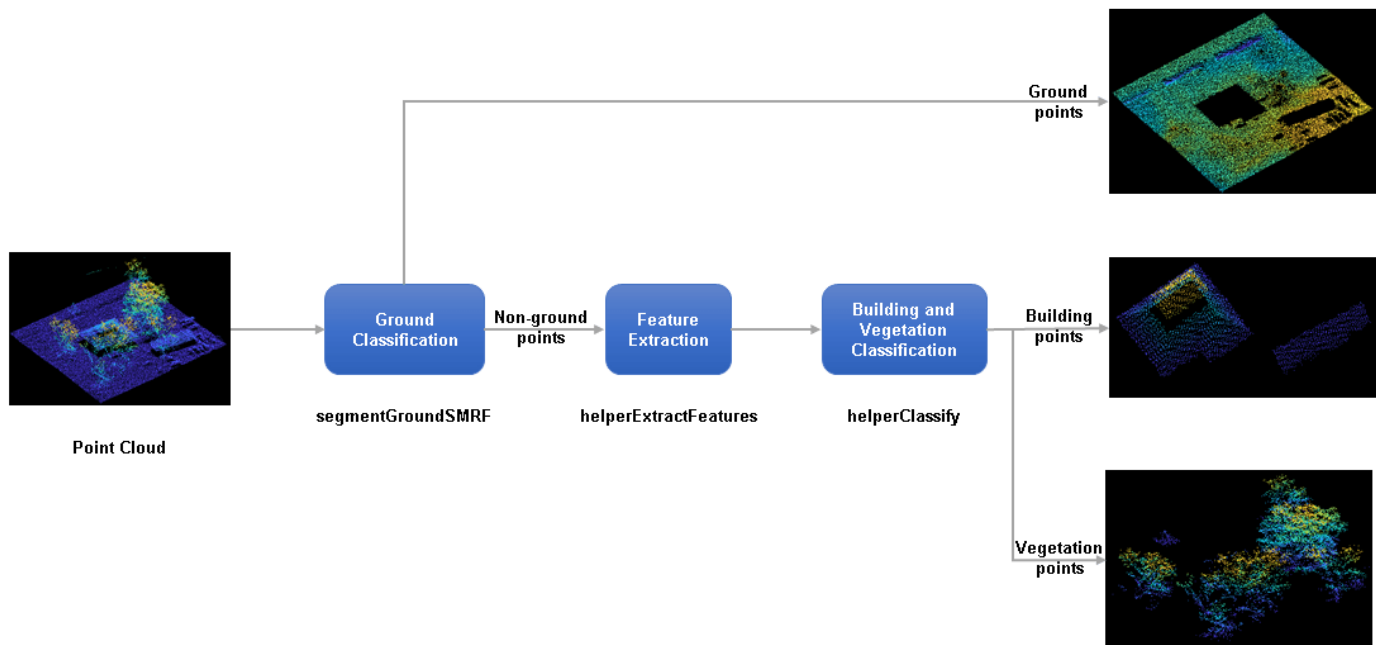 Ground
points
Ground
Classification
Non-ground
points
Feature
Extraction
Building and
Vegetation
Classification
Building
points
segmentGroundSMRF
helperExtractFeatures
helperClassify
Point Cloud
Vegetation
points